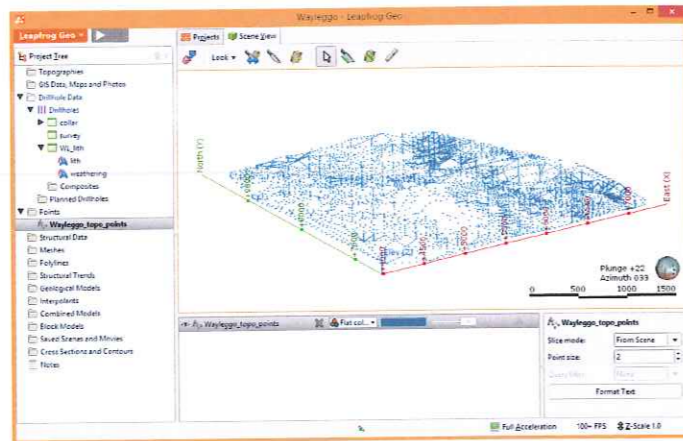 Wayleggo - Leapfrog Geo
Leapfrog Geo
Projects
Scene View
Look
Project Tree
Topographies
GIS Data, Maps and Photos
Drillhole Data
Drillholes
collar
survey
WL_lith
lith
weathering
Composites
Planned Drillholes
Points
Wayleggo_topo_points
Structural Data
Meshes
Polylines
Structural Trends
Geological Models
Interpolants
Combined Models
Block Models
Saved Scenes and Movies
Cross Sections and Contours
Notes
North (Y)
East (X)
Plunge +22
Azimuth 033
0 500 1000 1500
Wayleggo_topo_points
Flat col...
Wayleggo_topo_points
Slice mode: From Scene
Point size: 2
Format Text
Full Acceleration 100+ FPS Z-Scale 1.0